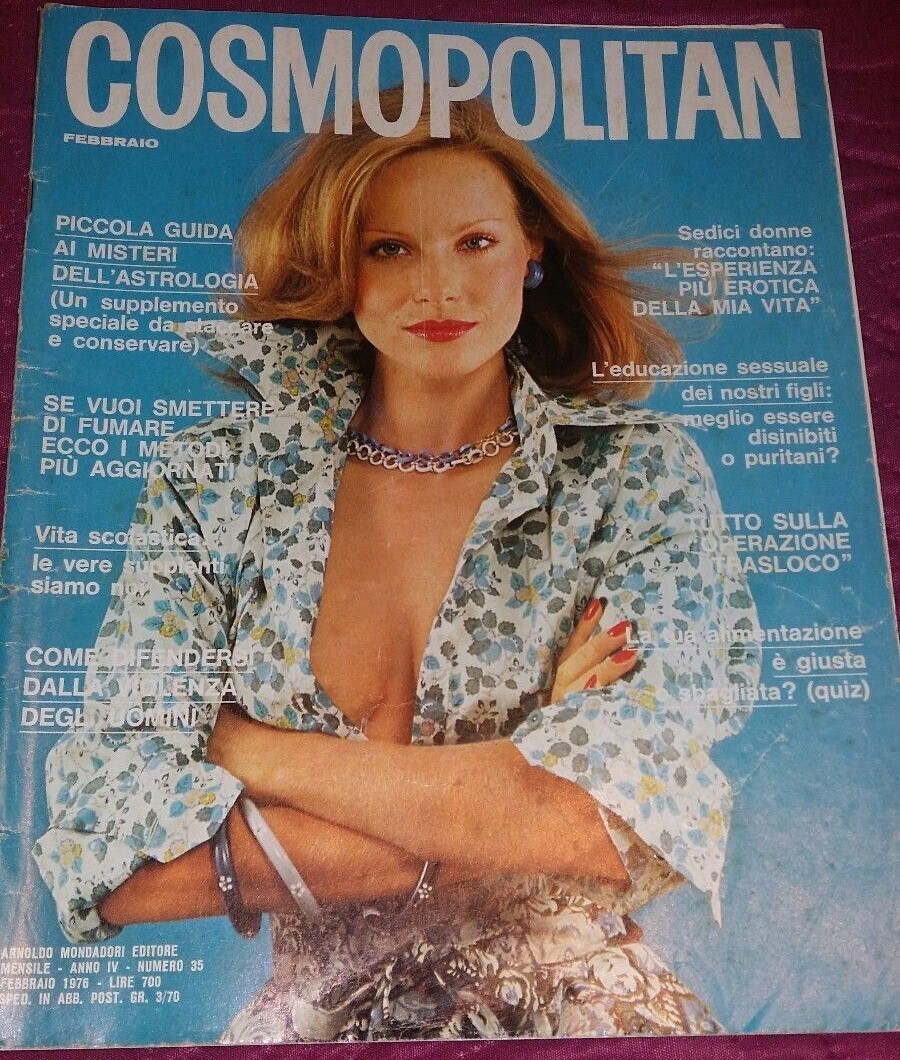 COSMOPOLITAN
FEBBRAIO
PICCOLA GUIDA
AI MISTERI
DELL'ASTROLOGIA
(Un supplemento
speciale da staccare
e conservare)
SE VUOI SMETTERE
DI FUMARE
ECCO I METODI
PIÙ AGGIORNATI
Vita scolastica
le vere supplenti
siamo noi
COME DIFENDERSI
DALLA VIOLENZA
DEGLI UOMINI
Sedici donne
raccontano:
"L'ESPERIENZA
PIÙ EROTICA
DELLA MIA VITA"
L'educazione sessuale
dei nostri figli:
meglio essere
disinibiti
o puritani?
TUTTO SULLA
"OPERAZIONE
TRASLOCO"
La tua alimentazione
è giusta
sbagliata? (quiz)
ARNOLDO MONDADORI EDITORE
MENSILE - ANNO IV - NUMERO 35
FEBBRAIO 1976 - LIRE 700
SPED. IN ABB. POST. GR. 3/70